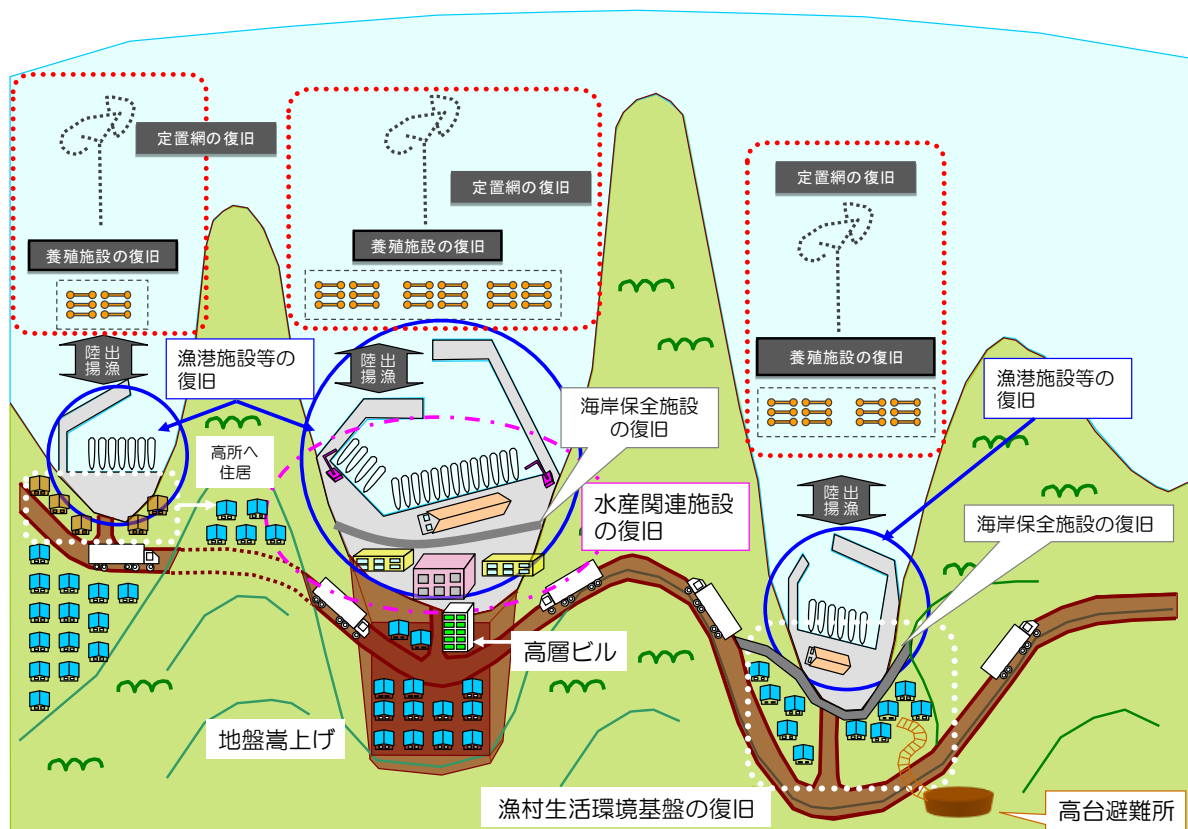 定置網の復旧
定置網の復旧
定置網の復旧
養殖施設の復旧
養殖施設の復旧
養殖施設の復旧
陸揚
出漁
漁港施設等の
復旧
陸揚
出漁
海岸保全施設
の復旧
漁港施設等の
復旧
高所へ
住居
陸揚
出漁
水産関連施設
の復旧
海岸保全施設の復旧
高層ビル
地盤嵩上げ
漁村生活環境基盤の復旧
高台避難所